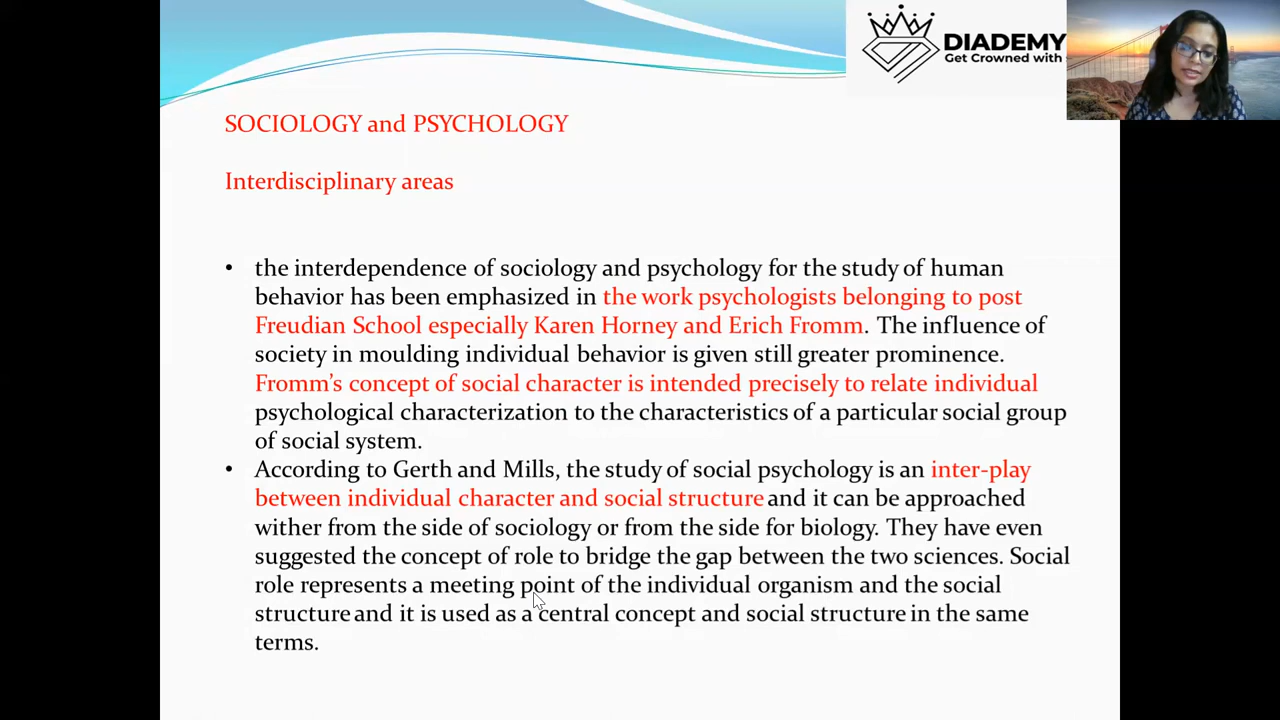 DIADEMY
Get Crowned with
SOCIOLOGY and PSYCHOLOGY
Interdisciplinary areas
• the interdependence of sociology and psychology for the study of human
behavior has been emphasized in the work psychologists belonging to post
Freudian School especially Karen Horney and Erich Fromm. The influence of
society in moulding individual behavior is given still greater prominence.
Fromm's concept of social character is intended precisely to relate individual
psychological characterization to the characteristics of a particular social group
of social system.
• According to Gerth and Mills, the study of social psychology is an inter-play
between individual character and social structure and it can be approached
wither from the side of sociology or from the side for biology. They have even
suggested the concept of role to bridge the gap between the two sciences. Social
role represents a meeting point of the individual organism and the social
structure and it is used as a central concept and social structure in the same
terms.